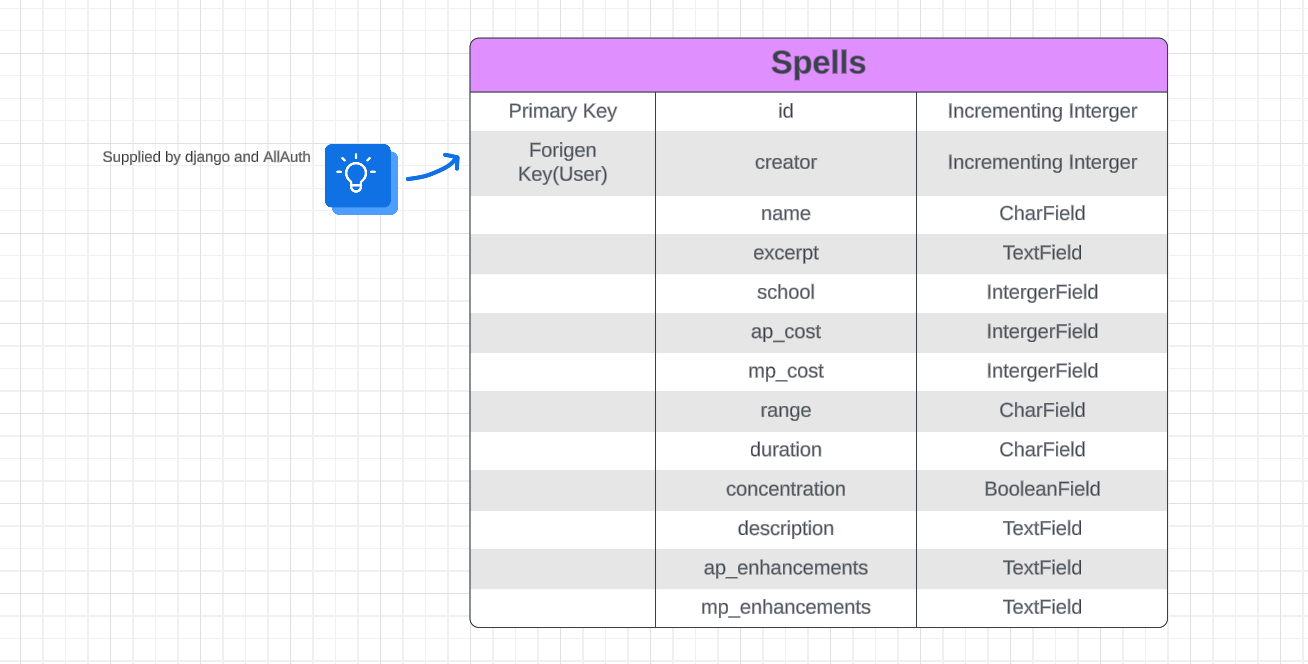 Spells
Primary Key id Incrementing Interger
Supplied by django and AllAuth
Forigen
Key(User) creator Incrementing Interger
name CharField
excerpt TextField
school IntergerField
ap_cost IntergerField
mp_cost IntergerField
range CharField
duration CharField
concentration BooleanField
description TextField
ap_enhancements TextField
mp_enhancements TextField